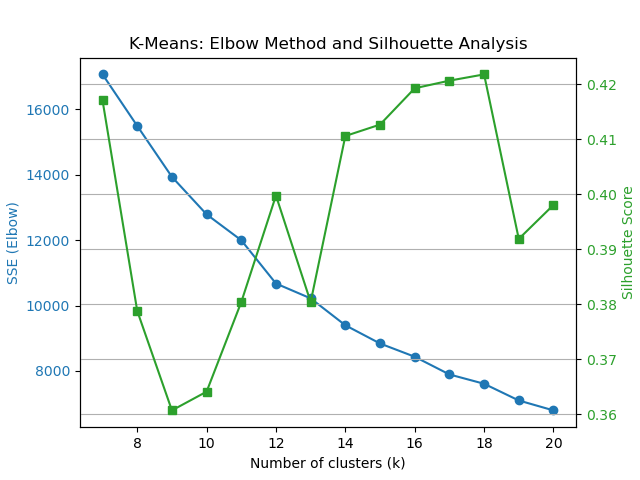 K-Means: Elbow Method and Silhouette Analysis
SSE (Elbow)
16000
14000
12000
10000
8000
0.42
0.41
0.40
0.39
0.38
0.37
0.36
Silhouette Score
8 10 12 14 16 18 20
Number of clusters (k)